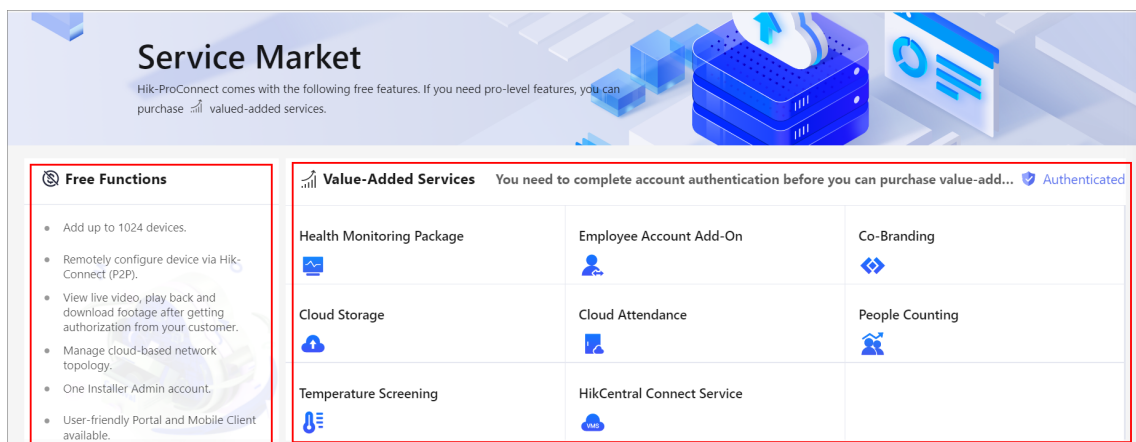 Service Market
Hik-ProConnect comes with the following free features. If you need pro-level features, you can
purchase valued-added services.
Free Functions
Add up to 1024 devices.
Remotely configure device via Hik-
Connect (P2P).
View live video, play back and
download footage after getting
authorization from your customer.
Manage cloud-based network
topology.
One Installer Admin account.
User-friendly Portal and Mobile Client
available.
Value-Added Services You need to complete account authentication before you can purchase value-add... Authenticated
Health Monitoring Package Employee Account Add-On Co-Branding
Cloud Storage Cloud Attendance People Counting
Temperature Screening HikCentral Connect Service
VMS